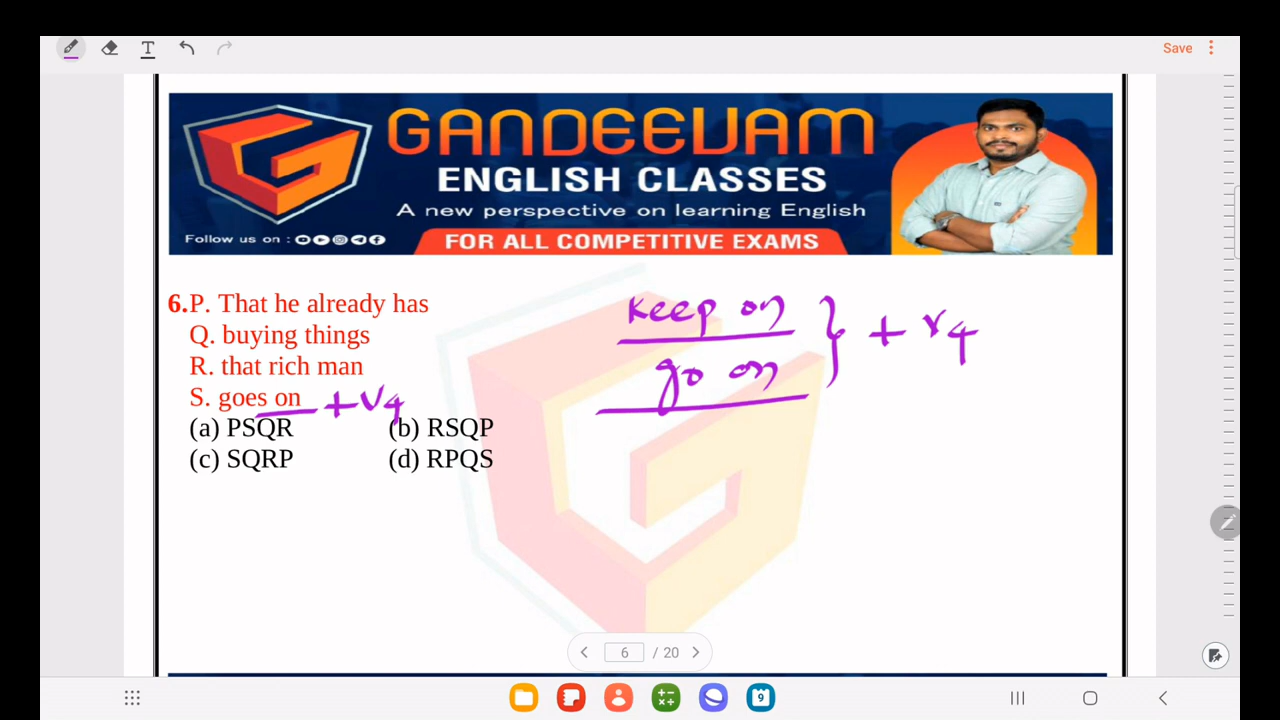 Save
GANDEEVAM
ENGLISH CLASSES
A new perspective on learning English
Follow us on :
FOR ALL COMPETITIVE EXAMS
6.P. That he already has
Q. buying things
R. that rich man
S. goes on + V4
(a) PSQR (b) RSQP
(c) SQRP (d) RPQS
keep on
go on
} + V4
6 / 20
9